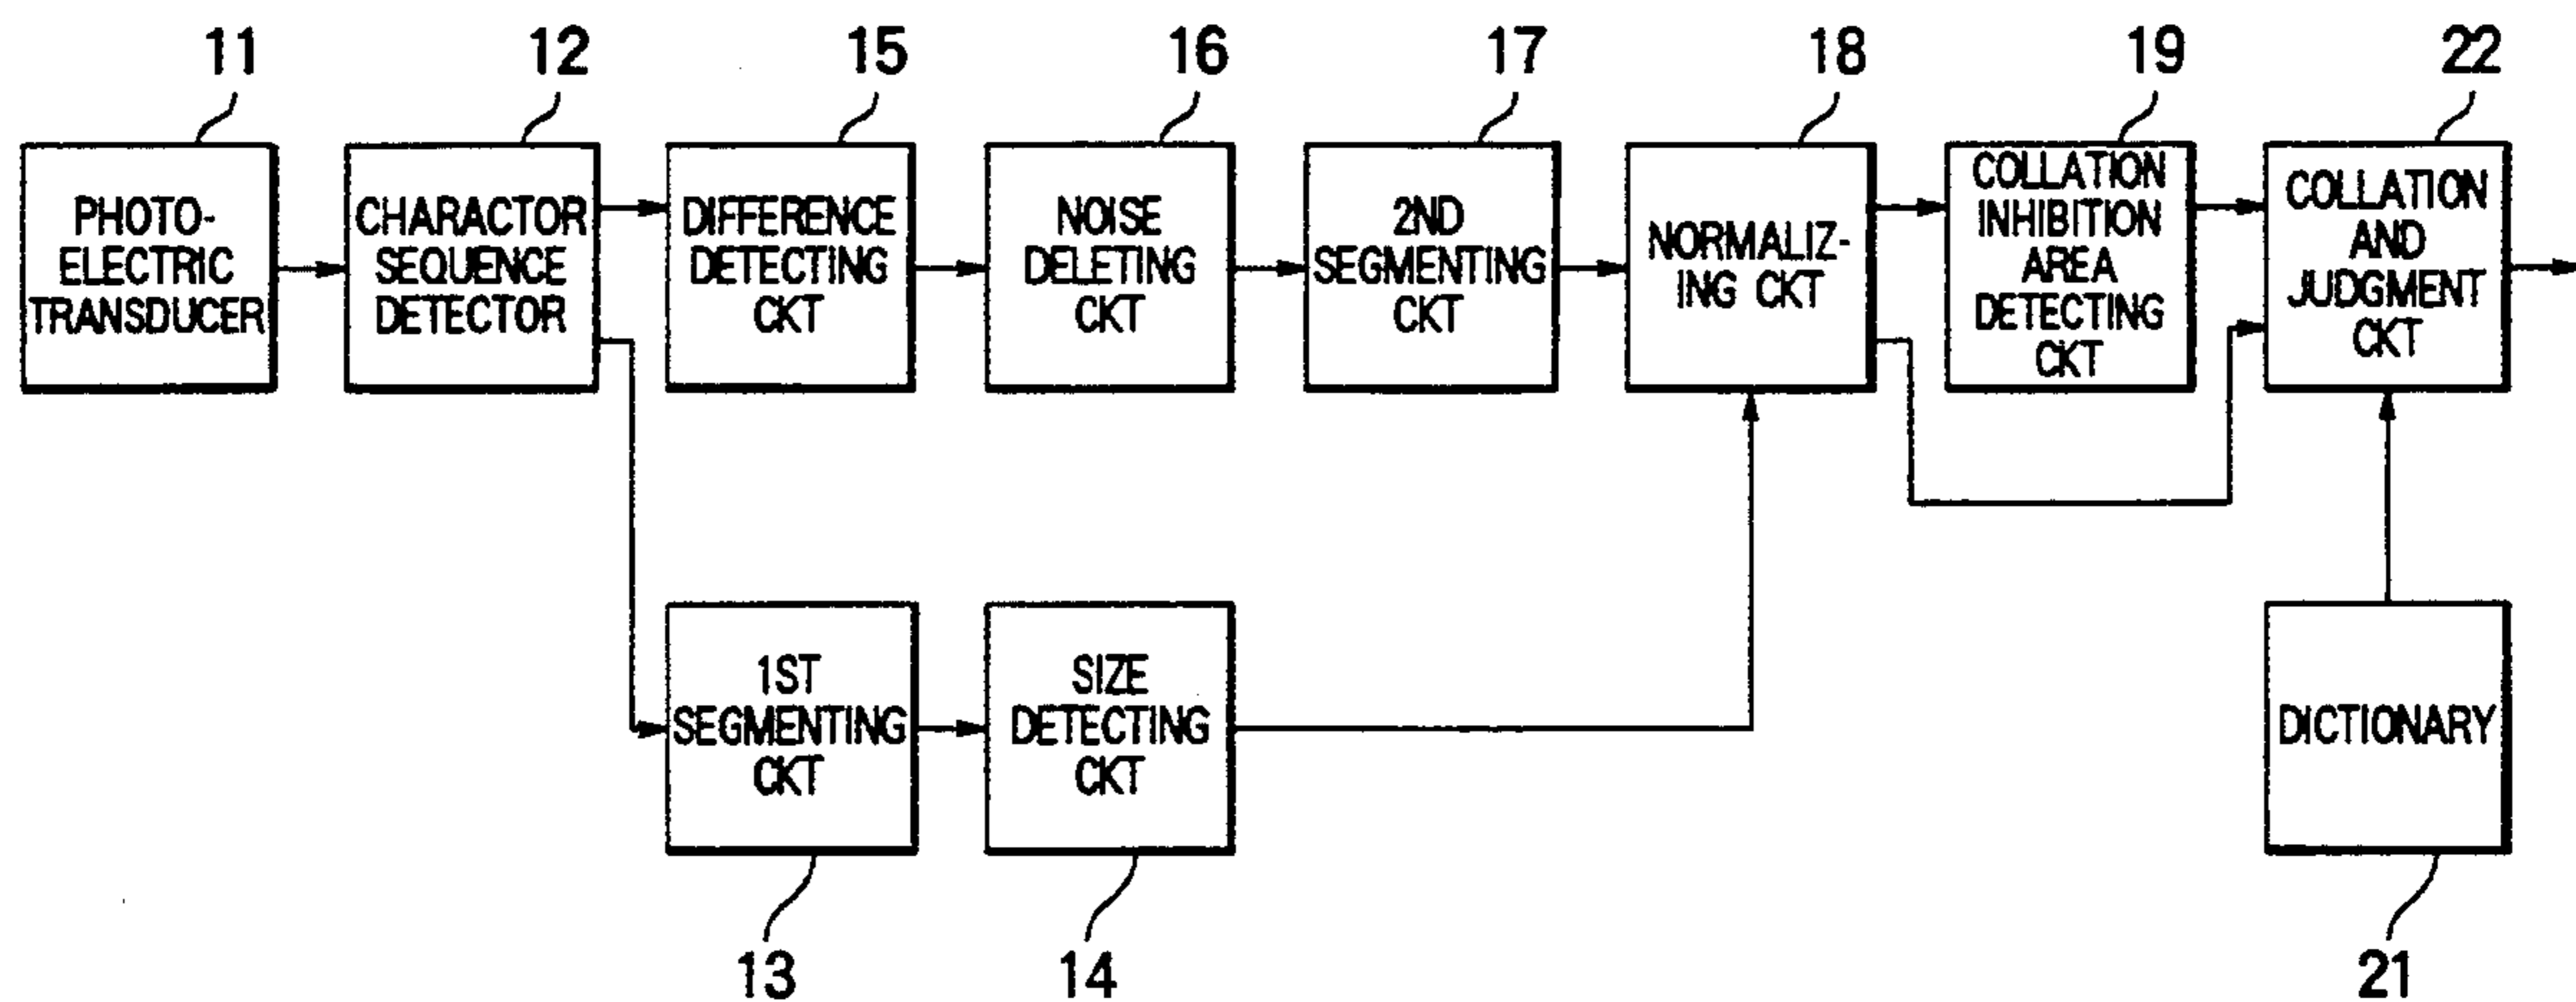 11
12
15
16
17
18
19
22
PHOTO-
ELECTRIC
TRANSDUCER
CHARACTOR
SEQUENCE
DETECTOR
DIFFERENCE
DETECTING
CKT
NOISE
DELETING
CKT
2ND
SEGMENTING
CKT
NORMALIZ-
ING CKT
COLLATION
INHIBITION
AREA
DETECTING
CKT
COLLATION
AND
JUDGMENT
CKT
1ST
SEGMENTING
CKT
SIZE
DETECTING
CKT
DICTIONARY
13
14
21